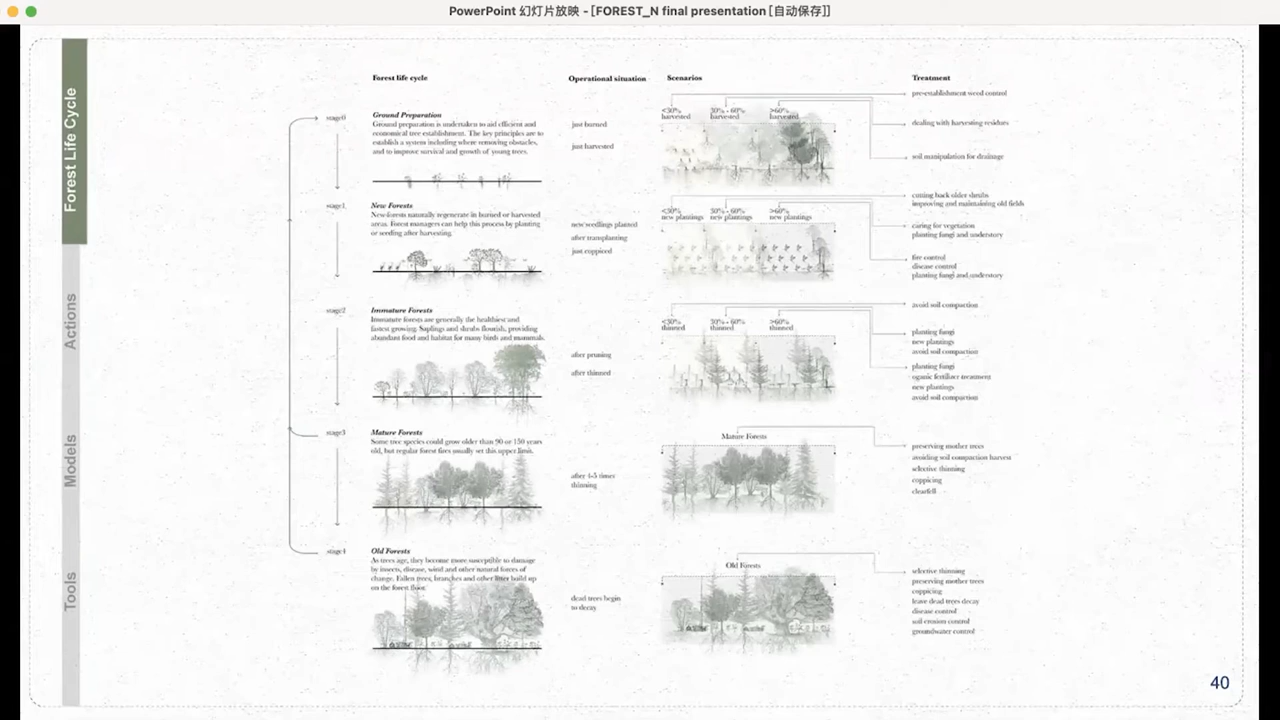 PowerPoint 幻灯片放映 - [FOREST_N final presentation [自动保存]]
Forest Life Cycle
Actions
Models
Tools
Forest life cycle
Operational situation
Scenarios
Treatment
stage0
Ground Preparation
Ground preparation is undertaken to aid efficient and
economical tree establishment. The key principles are to
establish a system including where removing obstacles,
and to improve survival and growth of young trees.
just burned
just harvested
<30%
harvested
30% - 60%
harvested
>60%
harvested
pre-establishment weed control
dealing with harvesting residues
soil manipulation for drainage
stage1
New Forests
New forests naturally regenerate in burned or harvested
areas. Forest managers can help this process by planting
or seeding after harvesting.
new seedlings planted
after transplanting
just coppiced
<30%
new plantings
30% - 60%
new plantings
>60%
new plantings
cutting back older shrubs
improving and maintaining old fields
caring for vegetation
planting fungi and understory
fire control
disease control
planting fungi and understory
stage2
Immature Forests
Immature forests are generally the healthiest and
fastest growing. Saplings and shrubs flourish, providing
abundant food and habitat for many birds and mammals.
after pruning
after thinned
<30%
thinned
30% - 60%
thinned
>60%
thinned
avoid soil compaction
planting fungi
new plantings
avoid soil compaction
planting fungi
oganic fertilizer treatment
new plantings
avoid soil compaction
stage3
Mature Forests
Some tree species could grow older than 90 or 150 years
old, but regular forest fires usually set this upper limit.
after 4-5 times
thinning
Mature Forests
preserving mother trees
avoiding soil compaction harvest
selective thinning
coppicing
clearfell
stage4
Old Forests
As trees age, they become more susceptible to damage
by insects, disease, wind and other natural forces of
change. Fallen trees, branches and other litter build up
on the forest floor.
dead trees begin
to decay
Old Forests
selective thinning
preserving mother trees
coppicing
leave dead trees decay
disease control
soil erosion control
groundwater control
40